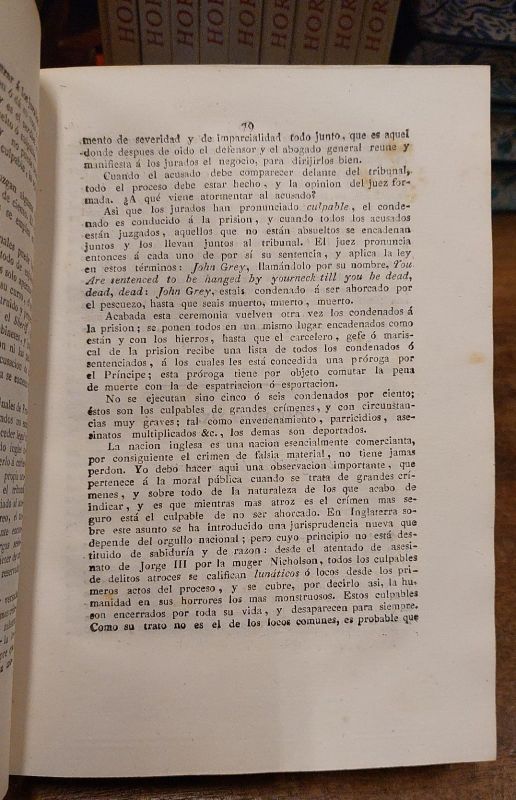 HOR
HOR
HOR
HOR
HOR
HOR
HOR
HOR
HOR
79
mento de severidad y de imparcialidad todo junto, que es aquel
donde despues de oido el defensor y el abogado general reune y
manifiesta á los jurados el negocio, para dirijirlos bien.
Cuando el acusado debe comparecer delante del tribunal,
todo el proceso debe estar hecho, y la opinion del juez for-
mada. ¿A qué viene atormentar al acusado?
Asi que los jurados han pronunciado culpable, el conde-
nado es conducido á la prision, y cuando todos los acusados
están juzgados, aquellos que no están absueltos se encadenan
juntos y los llevan juntos al tribunal. El juez pronuncia
entonces á cada uno de por sí su sentencia, y aplica la ley
en estos términos: John Grey, llamándolo por su nombre, You
Are sentenced to be hanged by yourneck till you be dead,
dead, dead: John Grey, estais condenado á ser ahorcado por
el pescuezo, hasta que seais muerto, muerto, muerto.
Acabada esta ceremonia vuelven otra vez los condenados á
la prision; se ponen todos en un mismo lugar encadenados como
están y con los hierros, hasta que el carcelero, gefe ó maris-
cal de la prision recibe una lista de todos los condenados ó
sentenciados, á los cuales les está concedida una próroga por
el Príncipe; esta próroga tiene por objeto comutar la pena
de muerte con la de espatriacion ó esportacion.
No se ejecutan sino cinco ó seis condenados por ciento;
éstos son los culpables de grandes crímenes, y con circunstan-
cias muy graves; tal como envenenamiento, parricidios, ase-
sinatos multiplicados &c., los demas son deportados.
La nacion inglesa es una nacion esencialmente comercianta,
por consiguiente el crimen de falsia material, no tiene jamas
perdon. Yo debo hacer aqui una observacion importante, que
pertenece á la moral pública cuando se trata de grandes crí-
menes, y sobre todo de la naturaleza de los que acabo de
indicar, y es que mientras mas atroz es el crimen mas se-
guro está el culpable de no ser ahorcado. En Inglaterra so-
bre este asunto se ha introducido una jurisprudencia nueva que
depende del orgullo nacional; pero cuyo principio no está des-
tituido de sabiduría y de razon: desde el atentado de asesi-
nato de Jorge III por la muger Nicholson, todos los culpables
de delitos atroces se califican lunáticos ó locos desde los pri-
meros actos del proceso, y se cubre, por decirlo asi, la hu-
manidad en sus horrores los mas monstruosos. Estos culpables
son encerrados por toda su vida, y desaparecen para siempre.
Como su trato no es el de los locos comunes, es probable que